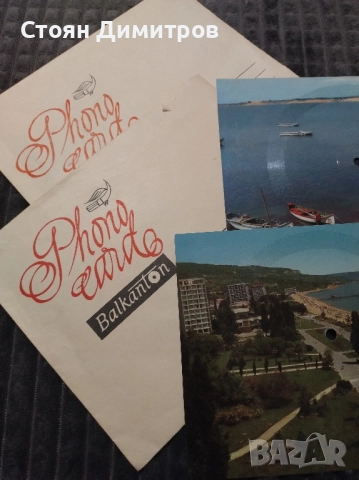 Стоян Димитров
Phono
card
Phono
card
Balkanton
BAZAR